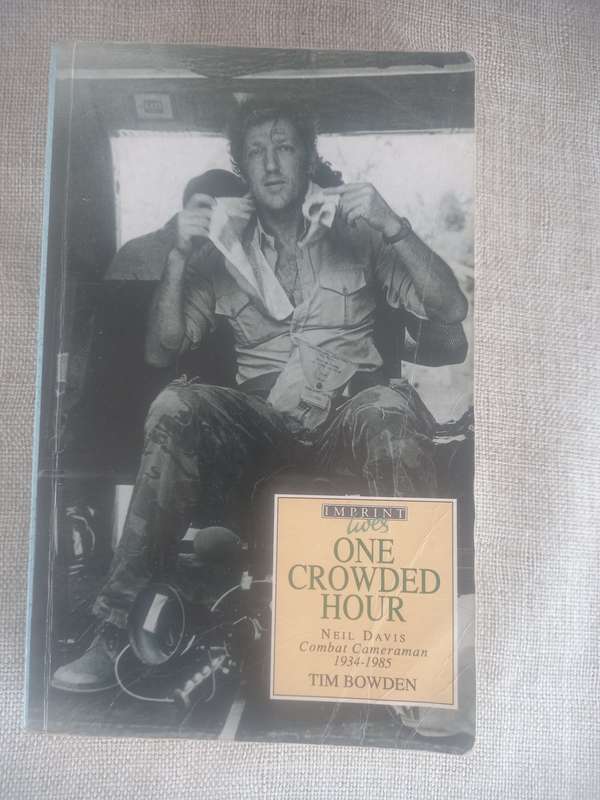 IMPRINT
lives
ONE
CROWDED
HOUR
NEIL DAVIS
Combat Cameraman
1934-1985
TIM BOWDEN